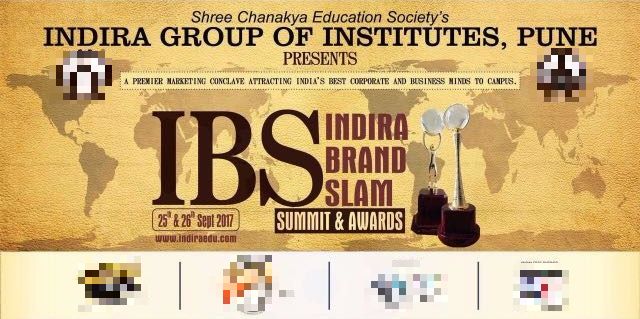 Shree Chanakya Education Society's
INDIRA GROUP OF INSTITUTES, PUNE
PRESENTS
A PREMIER MARKETING CONCLAVE ATTRACTING INDIA'S BEST CORPORATE AND BUSINESS MINDS TO CAMPUS.
IBS
INDIRA
BRAND
SLAM
SUMMIT & AWARDS
25th & 26th Sept 2017
www.indiraedu.com